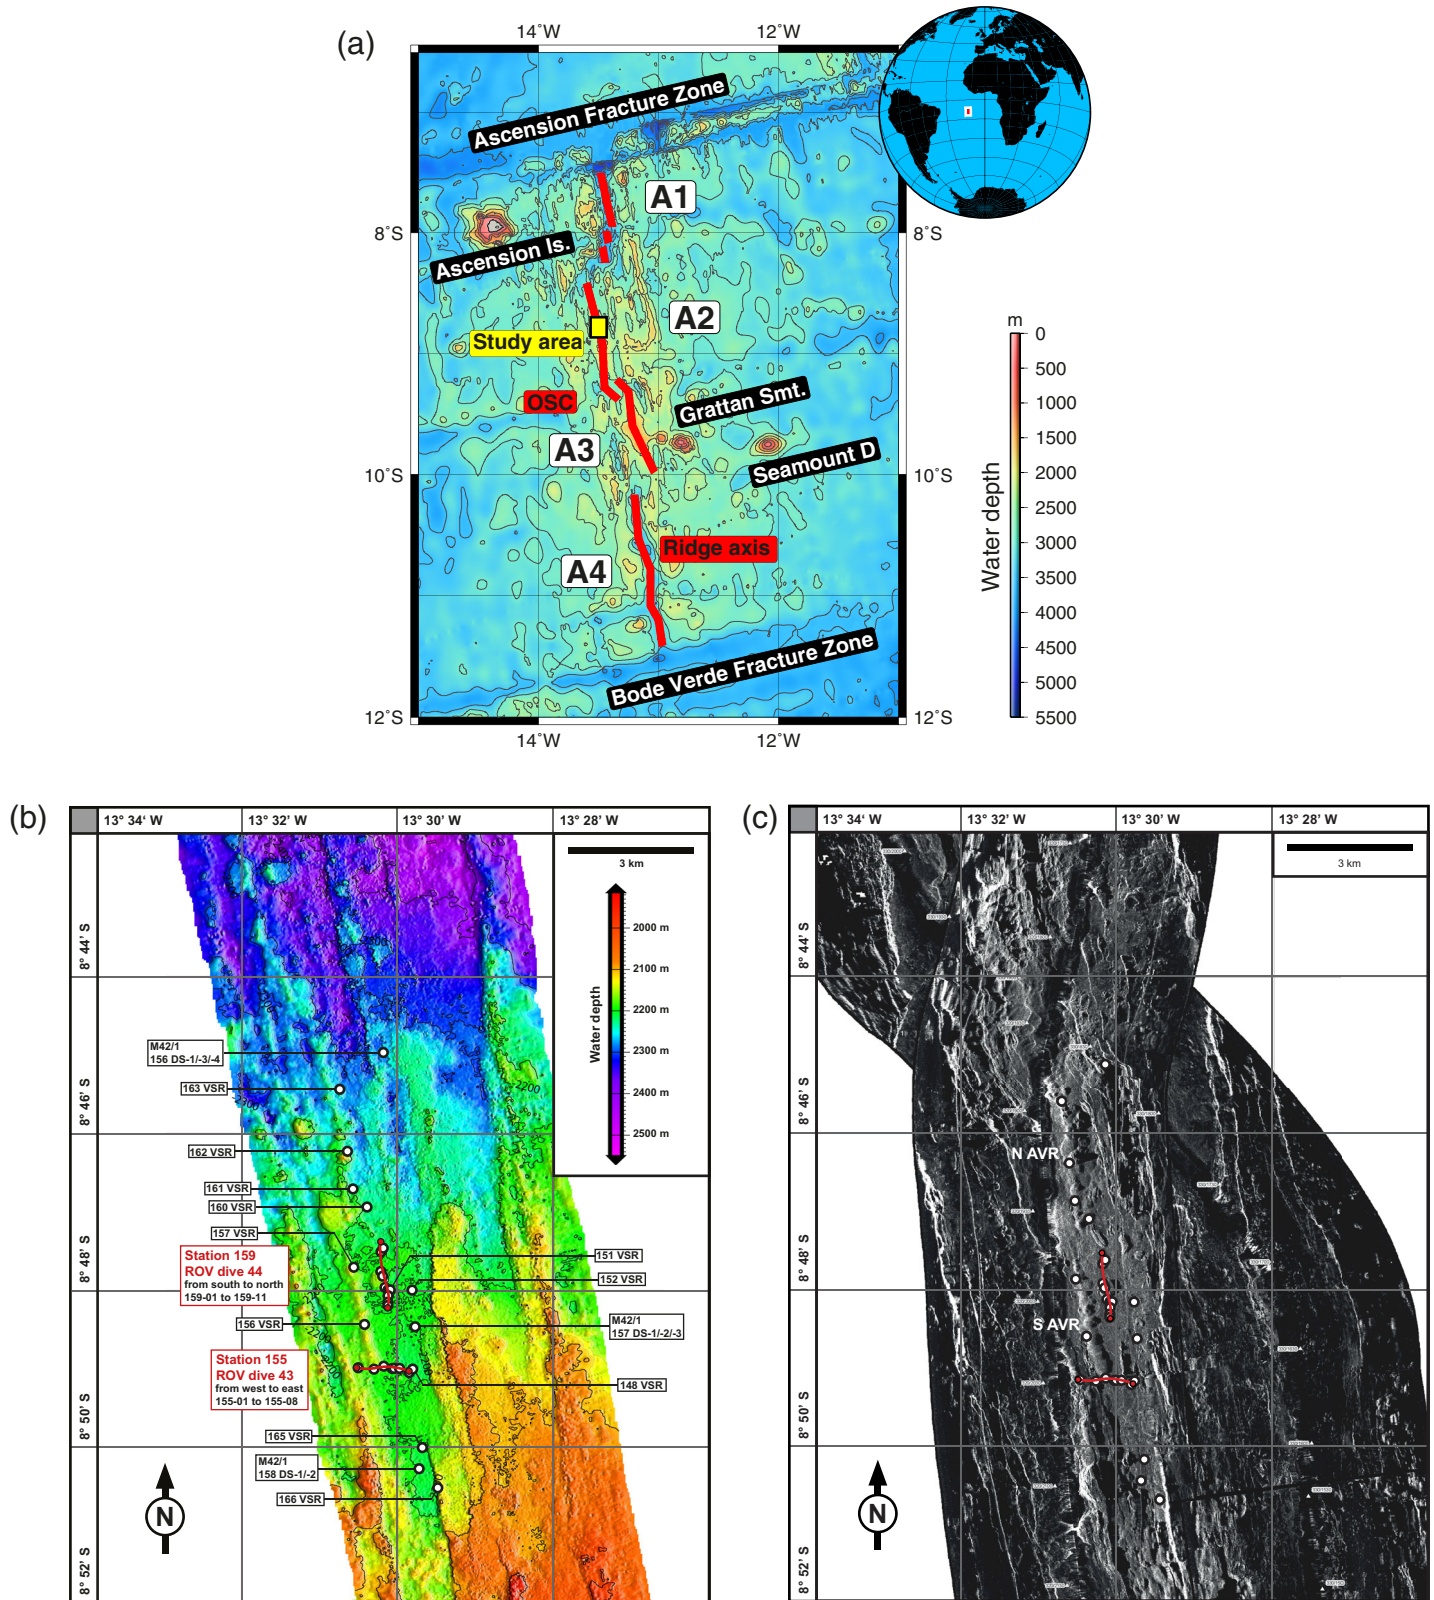 (a)
14°W
12°W
Ascension Fracture Zone
A1
8°S
8°S
Ascension Is.
A2
Study area
OSC
Grattan Smt.
A3
Seamount D
10°S
10°S
Ridge axis
A4
Bode Verde Fracture Zone
12°S
12°S
14°W
12°W
m
0
500
1000
1500
2000
2500
3000
3500
4000
4500
5000
5500
Water depth
(b)
13° 34' W
13° 32' W
13° 30' W
13° 28' W
3 km
2000 m
2100 m
2200 m
2300 m
2400 m
2500 m
Water depth
8° 44' S
8° 46' S
8° 48' S
8° 50' S
8° 52' S
M42/1
156 DS-1/-3/-4
163 VSR
162 VSR
161 VSR
160 VSR
157 VSR
Station 159
ROV dive 44
from south to north
159-01 to 159-11
151 VSR
152 VSR
156 VSR
M42/1
157 DS-1/-2/-3
Station 155
ROV dive 43
from west to east
155-01 to 155-08
148 VSR
165 VSR
M42/1
158 DS-1/-2
166 VSR
-2200
-2200
-2200
-2200
N
(c)
13° 34' W
13° 32' W
13° 30' W
13° 28' W
3 km
8° 44' S
8° 46' S
8° 48' S
8° 50' S
8° 52' S
N AVR
S AVR
N